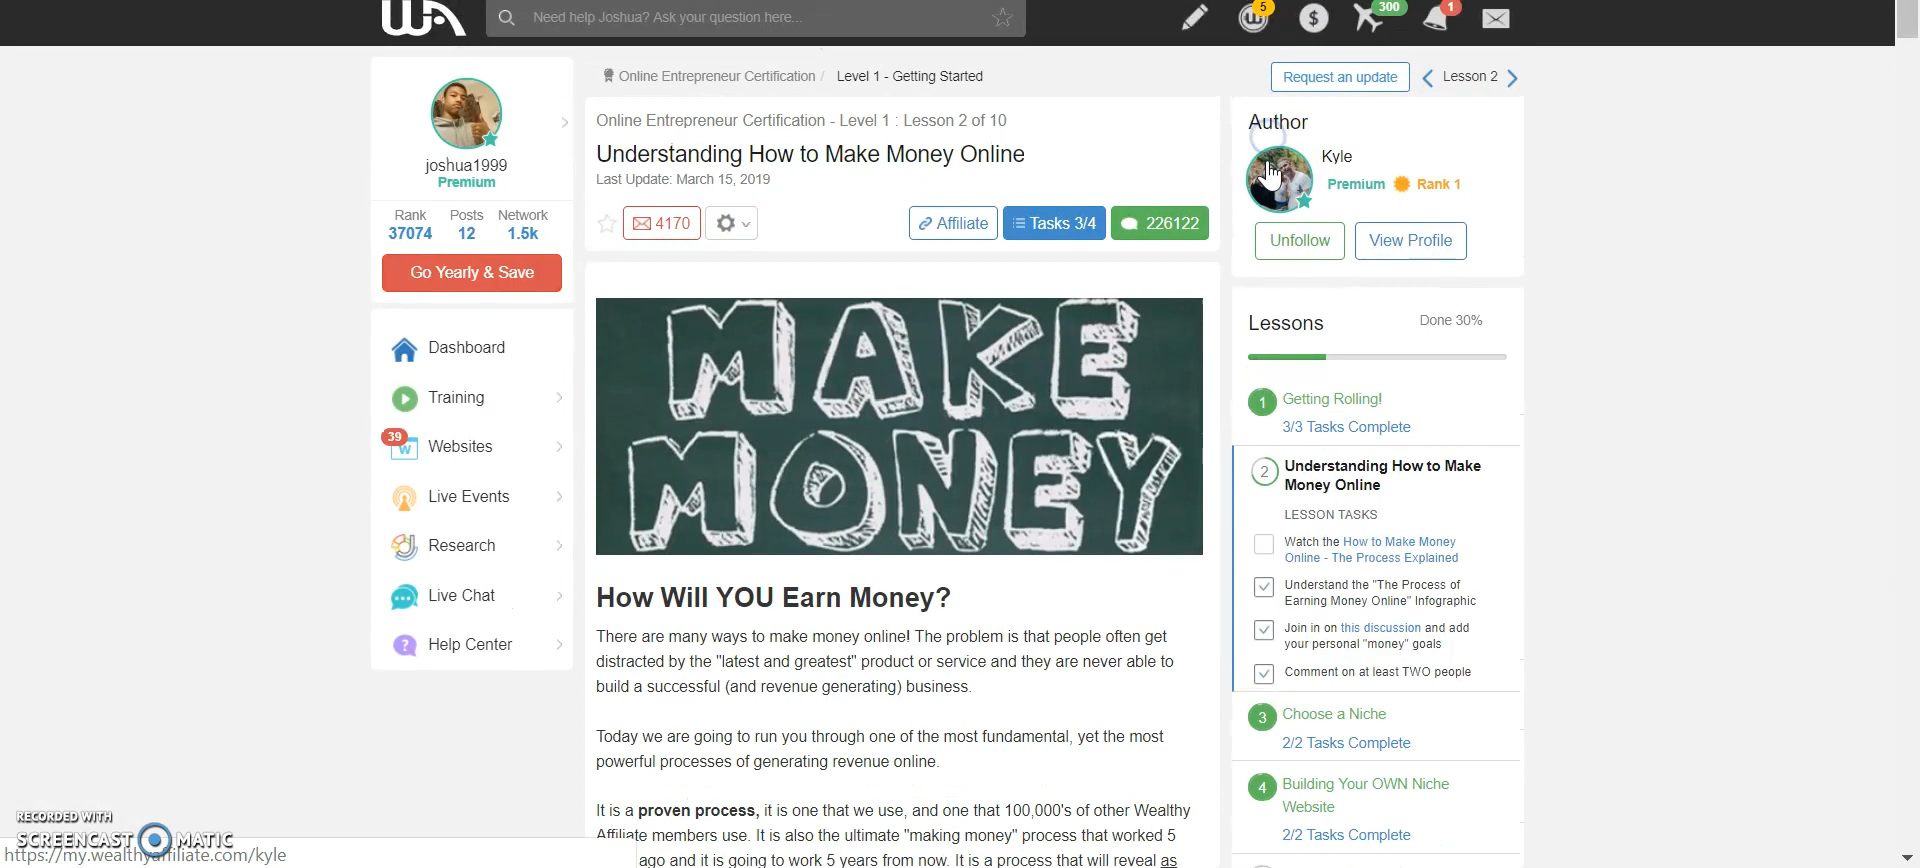 WA
Need help Joshua? Ask your question here...
5
300
1
joshua1999
Premium
Rank Posts Network
37074 12 1.5k
Go Yearly & Save
Dashboard
Training
39
Websites
Live Events
Research
Live Chat
Help Center
Online Entrepreneur Certification / Level 1 - Getting Started
Request an update
Lesson 2
Online Entrepreneur Certification - Level 1 : Lesson 2 of 10
Understanding How to Make Money Online
Last Update: March 15, 2019
4170
Affiliate
Tasks 3/4
226122
MAKE
MONEY
How Will YOU Earn Money?
There are many ways to make money online! The problem is that people often get
distracted by the "latest and greatest" product or service and they are never able to
build a successful (and revenue generating) business.
Today we are going to run you through one of the most fundamental, yet the most
powerful processes of generating revenue online.
It is a proven process, it is one that we use, and one that 100,000's of other Wealthy
Affiliate members use. It is also the ultimate "making money" process that worked 5
ago and it is going to work 5 years from now. It is a process that will reveal as
Author
Kyle
Premium Rank 1
Unfollow
View Profile
Lessons
Done 30%
1 Getting Rolling!
3/3 Tasks Complete
2 Understanding How to Make
Money Online
LESSON TASKS
Watch the How to Make Money
Online - The Process Explained
Understand the "The Process of
Earning Money Online" Infographic
Join in on this discussion and add
your personal "money" goals
Comment on at least TWO people
3 Choose a Niche
2/2 Tasks Complete
4 Building Your OWN Niche
Website
2/2 Tasks Complete
RECORDED WITH
SCREENCAST MATIC
https://my.wealthyaffiliate.com/kyle